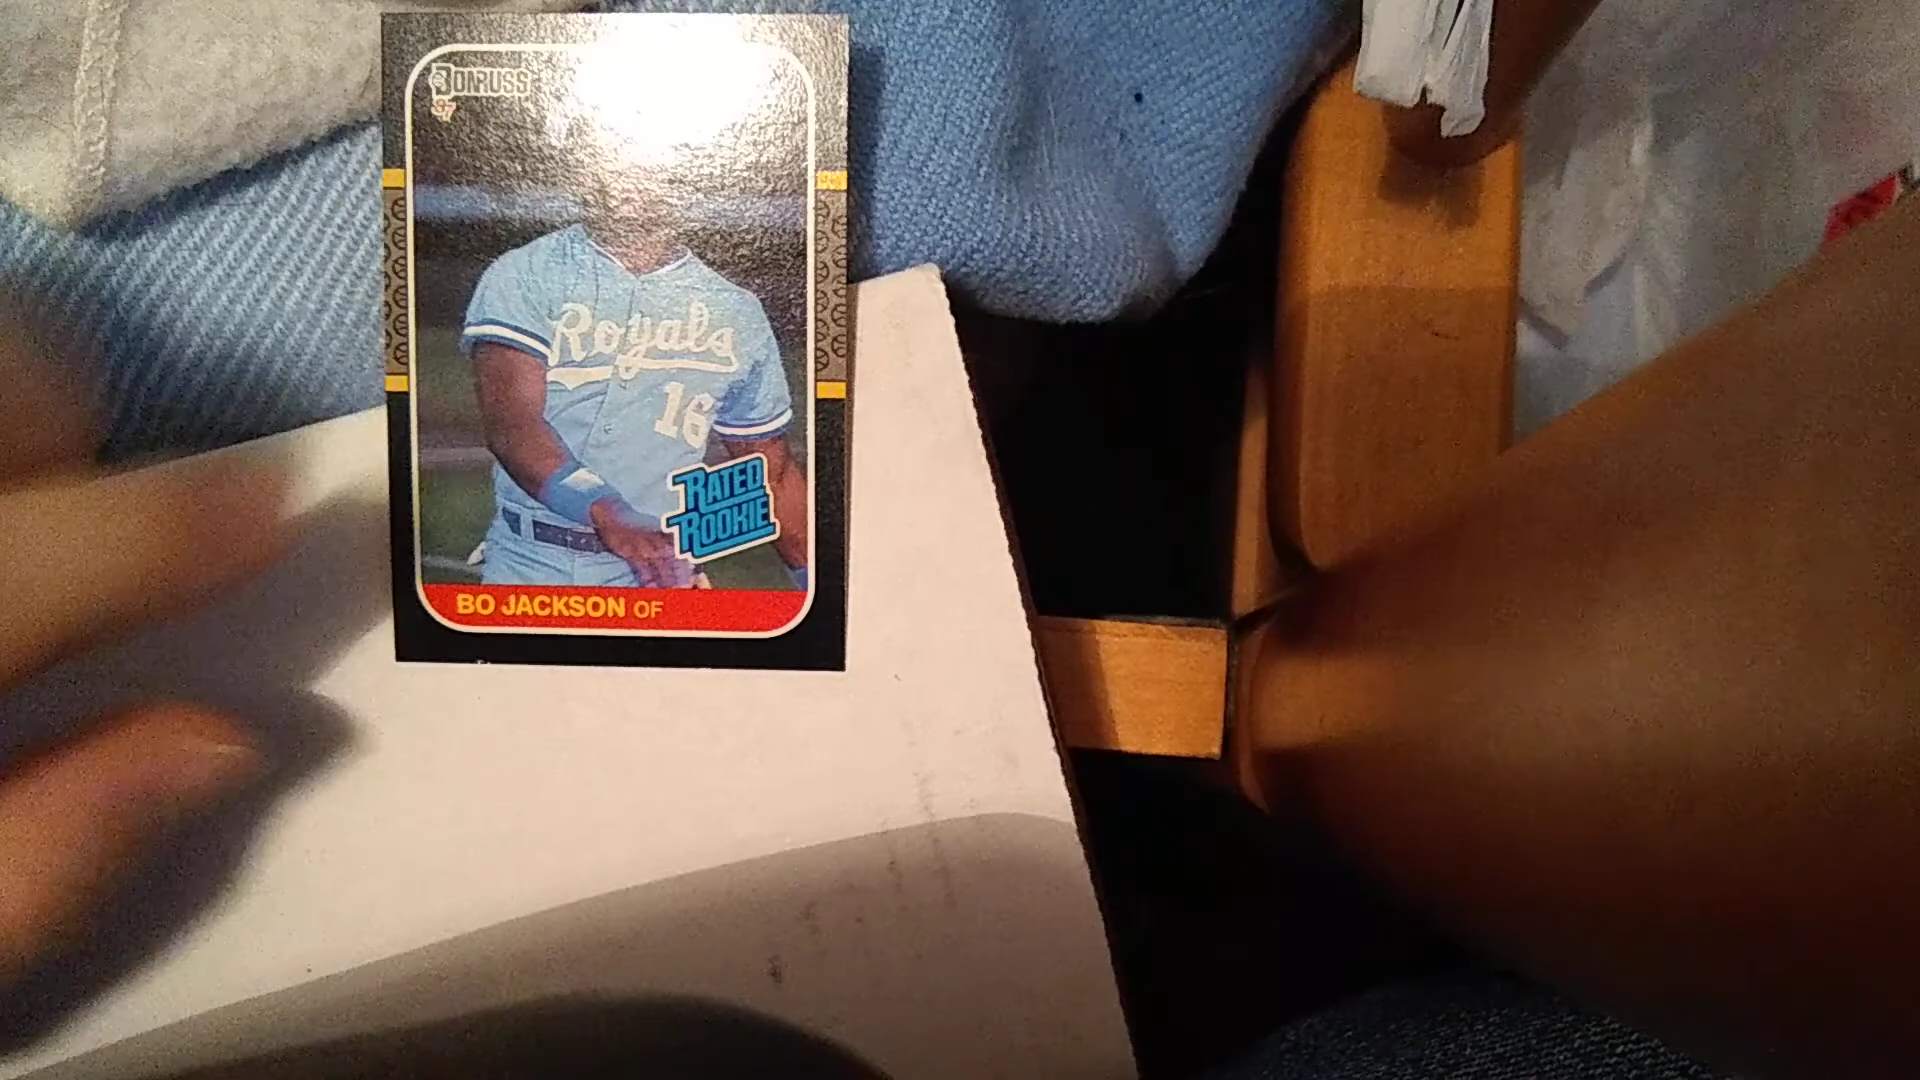 DONRUSS
'87
Royals
16
RATED
ROOKIE
BO JACKSON OF